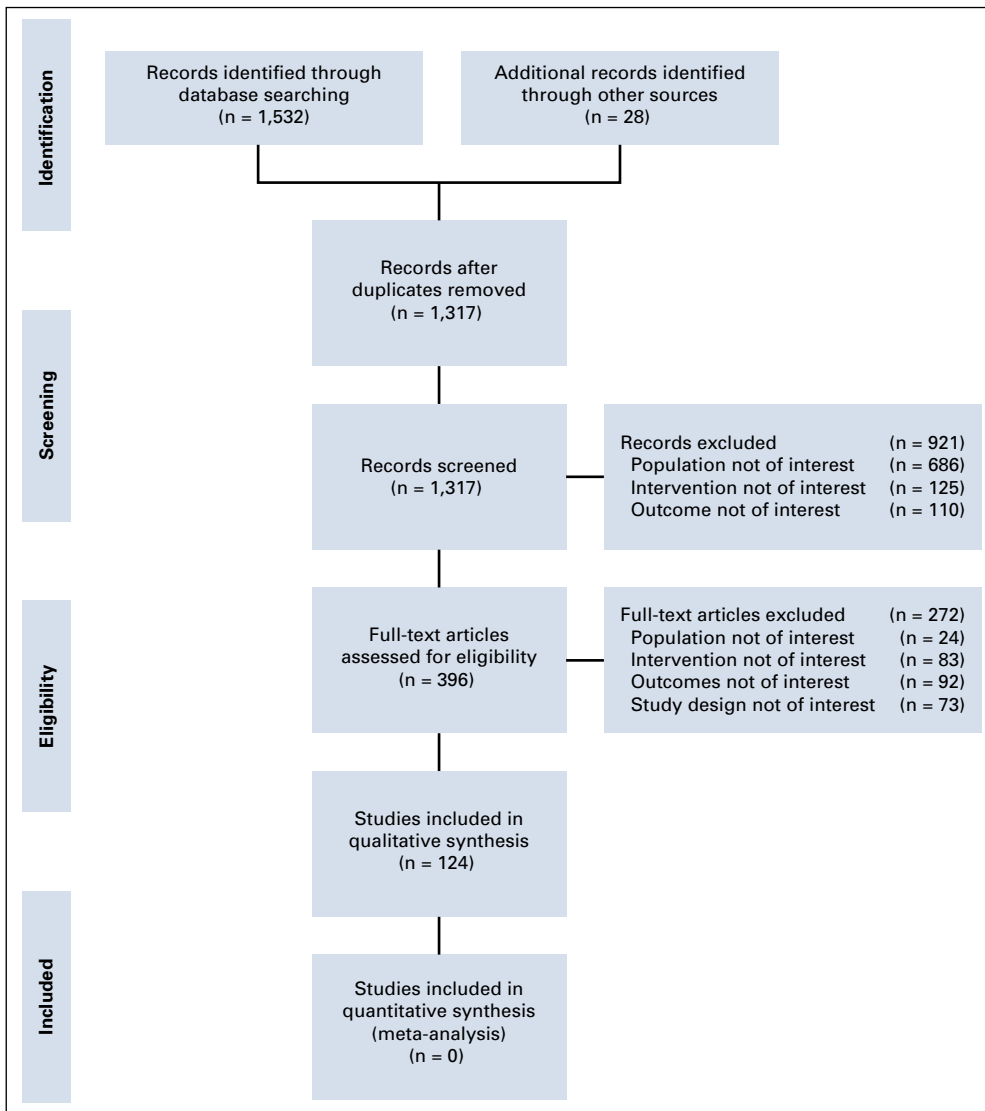 Identification
Records identified through
database searching
(n = 1,532)
Additional records identified
through other sources
(n = 28)
Records after
duplicates removed
(n = 1,317)
Screening
Records screened
(n = 1,317)
Records excluded (n = 921)
Population not of interest (n = 686)
Intervention not of interest (n = 125)
Outcome not of interest (n = 110)
Eligibility
Full-text articles
assessed for eligibility
(n = 396)
Full-text articles excluded (n = 272)
Population not of interest (n = 24)
Intervention not of interest (n = 83)
Outcomes not of interest (n = 92)
Study design not of interest (n = 73)
Studies included in
qualitative synthesis
(n = 124)
Included
Studies included in
quantitative synthesis
(meta-analysis)
(n = 0)